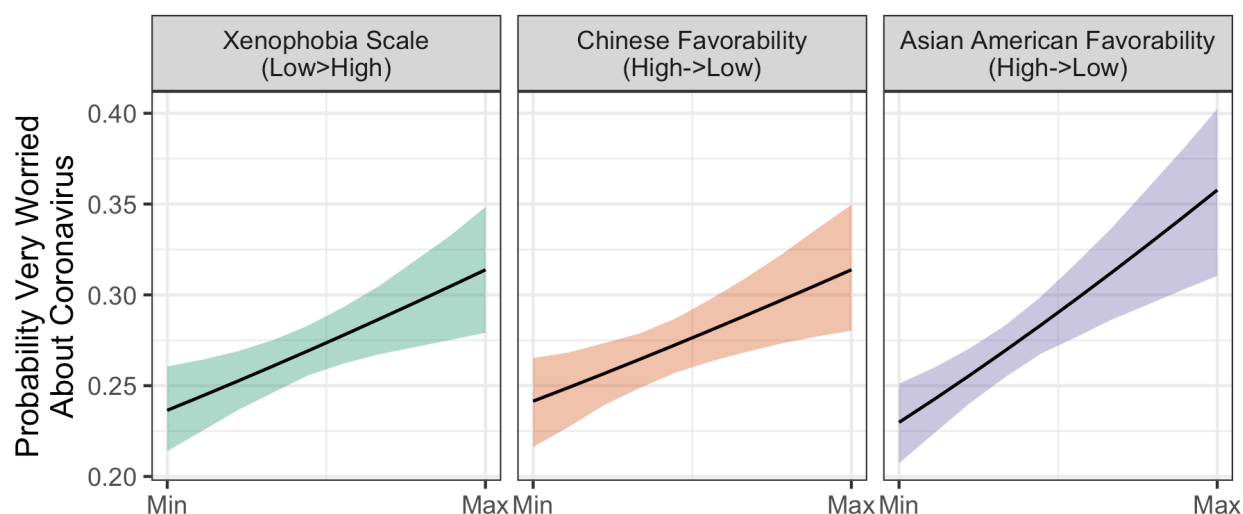 Xenophobia Scale
(Low>High)
Chinese Favorability
(High->Low)
Asian American Favorability
(High->Low)
Probability Very Worried
About Coronavirus
0.40
0.35
0.30
0.25
0.20
Min
Max
Min
Max
Min
Max